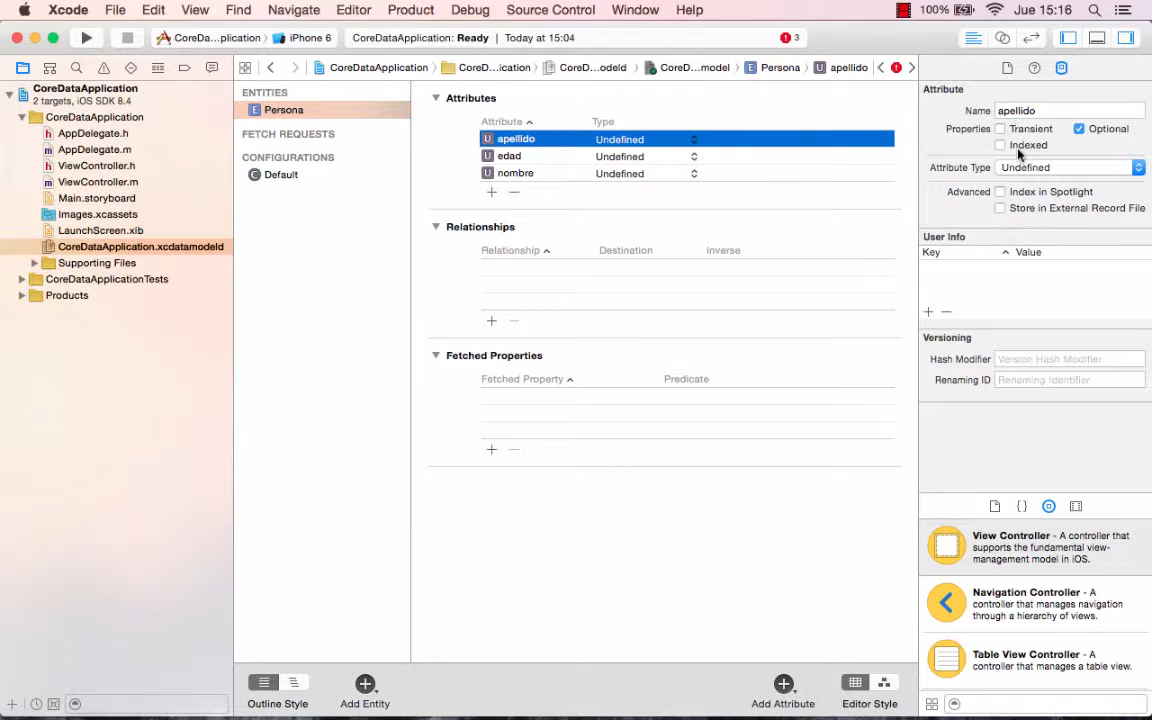 Xcode File Edit View Find Navigate Editor Product Debug Source Control Window Help 100% Jue 15:16
CoreDa...plication iPhone 6 CoreDataApplication: Ready Today at 15:04 3
CoreDataApplication CoreD...ication CoreD...odeld CoreD...model E Persona U apellido
CoreDataApplication
2 targets, iOS SDK 8.4
CoreDataApplication
AppDelegate.h
AppDelegate.m
ViewController.h
ViewController.m
Main.storyboard
Images.xcassets
LaunchScreen.xib
CoreDataApplication.xcdatamodeld
Supporting Files
CoreDataApplicationTests
Products
ENTITIES
E Persona
FETCH REQUESTS
CONFIGURATIONS
C Default
Attributes
Attribute Type
U apellido Undefined
U edad Undefined
U nombre Undefined
Relationships
Relationship Destination Inverse
Fetched Properties
Fetched Property Predicate
Outline Style Add Entity Add Attribute Editor Style
Attribute
Name apellido
Properties Transient Optional
Indexed
Attribute Type Undefined
Advanced Index in Spotlight
Store in External Record File
User Info
Key Value
Versioning
Hash Modifier Version Hash Modifier
Renaming ID Renaming Identifier
View Controller - A controller that
supports the fundamental view-
management model in iOS.
Navigation Controller - A
controller that manages navigation
through a hierarchy of views.
Table View Controller - A
controller that manages a table view.